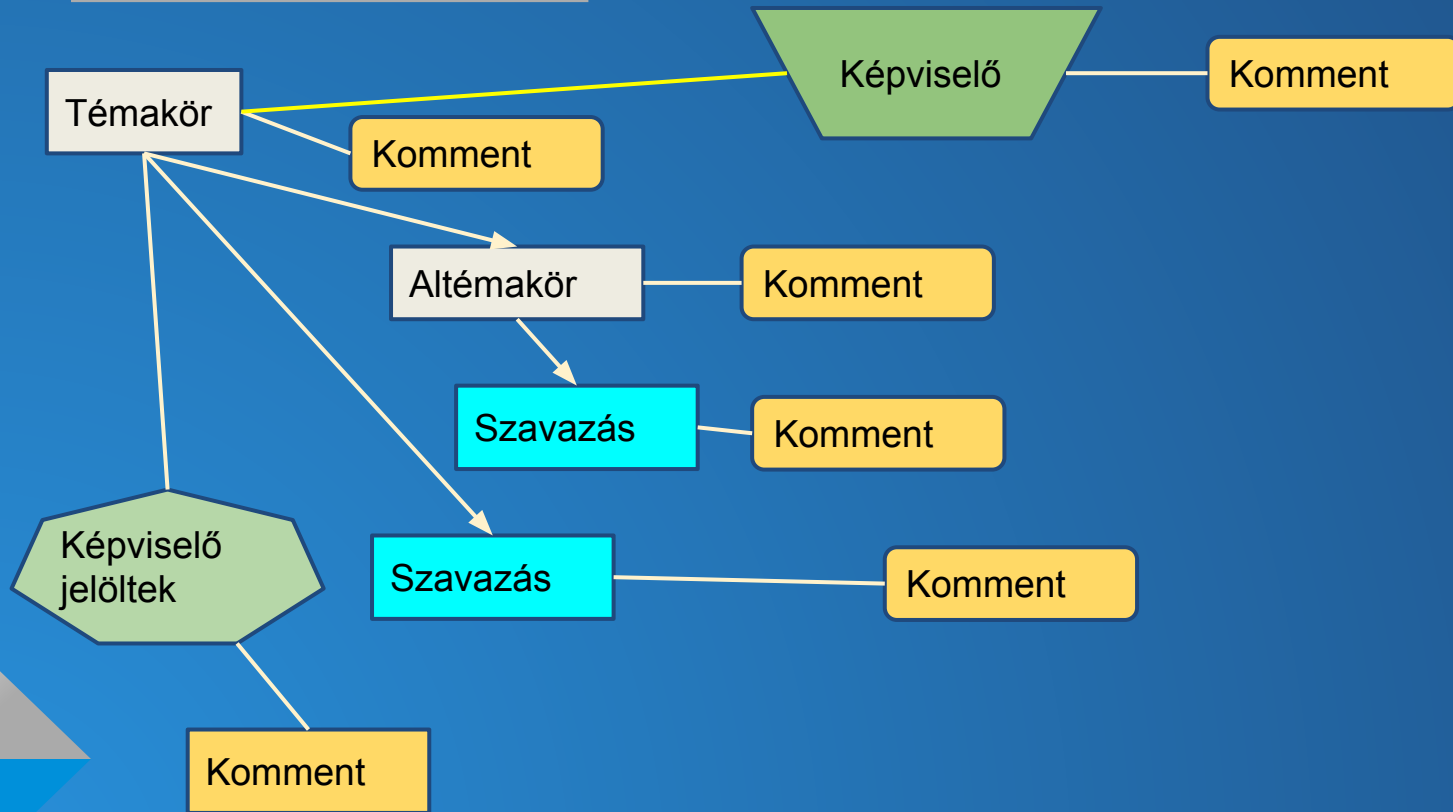 Képviselő
Komment
Témakör
Komment
Altémakör
Komment
Szavazás
Komment
Képviselő
jelöltek
Szavazás
Komment
Komment